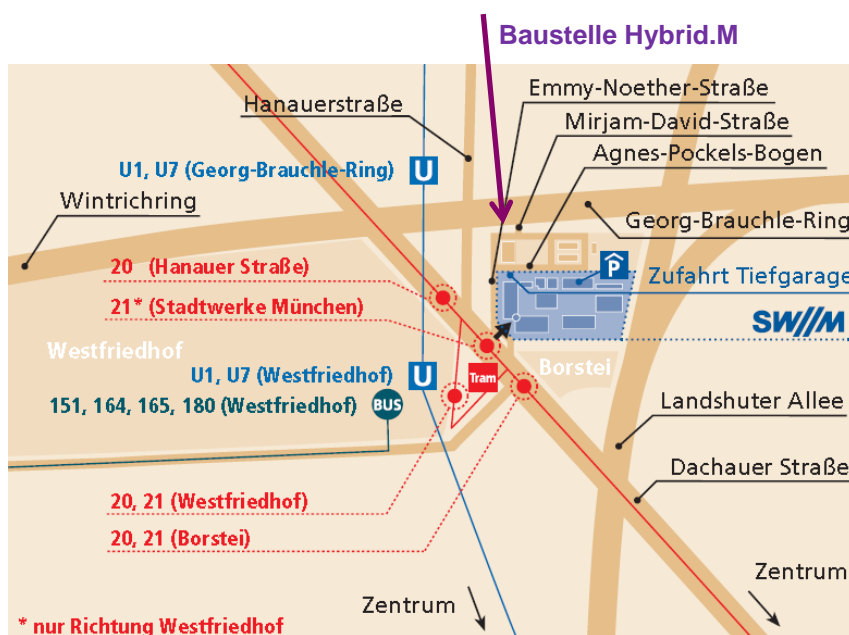 Baustelle Hybrid.M
Emmy-Noether-Straße
Hanauerstraße
Mirjam-David-Straße
Agnes-Pockels-Bogen
U1, U7 (Georg-Brauchle-Ring) U
Wintrichring
Georg-Brauchle-Ring
20 (Hanauer Straße)
P
Zufahrt Tiefgarage
21* (Stadtwerke München)
SW//M
Westfriedhof
Borstei
U1, U7 (Westfriedhof) U
Tram
151, 164, 165, 180 (Westfriedhof) BUS
Landshuter Allee
Dachauer Straße
20, 21 (Westfriedhof)
20, 21 (Borstei)
Zentrum
Zentrum
* nur Richtung Westfriedhof